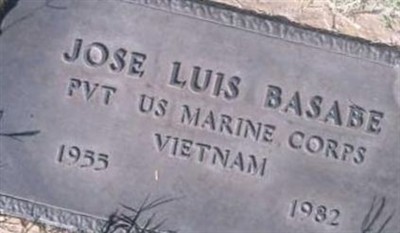 JOSE LUIS BASABE
PVT US MARINE CORPS
VIETNAM
1955 1982